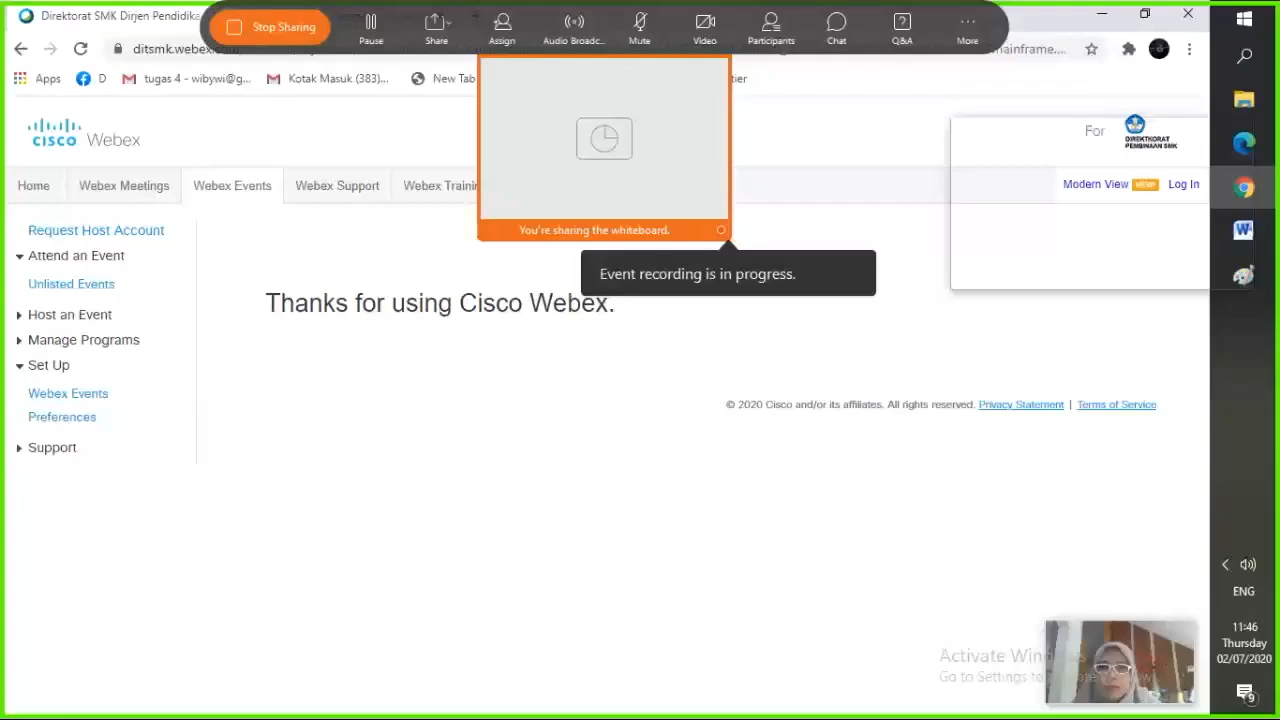 Direktorat SMK Dirjen Pendidika
Stop Sharing
Pause
Share
Assign
Audio Broadc...
Mute
Video
Participants
Chat
Q&A
More
ditsmk.webex
mainframe....
Apps
D
tugas 4 - wibywi@g...
Kotak Masuk (383)...
New Tab
tier
cisco Webex
For
DIREKTKORAT
PEMBINAAN SMK
Home
Webex Meetings
Webex Events
Webex Support
Webex Trainin
Modern View
Log In
You're sharing the whiteboard.
Event recording is in progress.
Request Host Account
Attend an Event
Unlisted Events
Host an Event
Manage Programs
Set Up
Webex Events
Preferences
Support
Thanks for using Cisco Webex.
© 2020 Cisco and/or its affiliates. All rights reserved. Privacy Statement | Terms of Service
Activate Windows
Go to Settings to
ENG
11:46
Thursday
02/07/2020
9